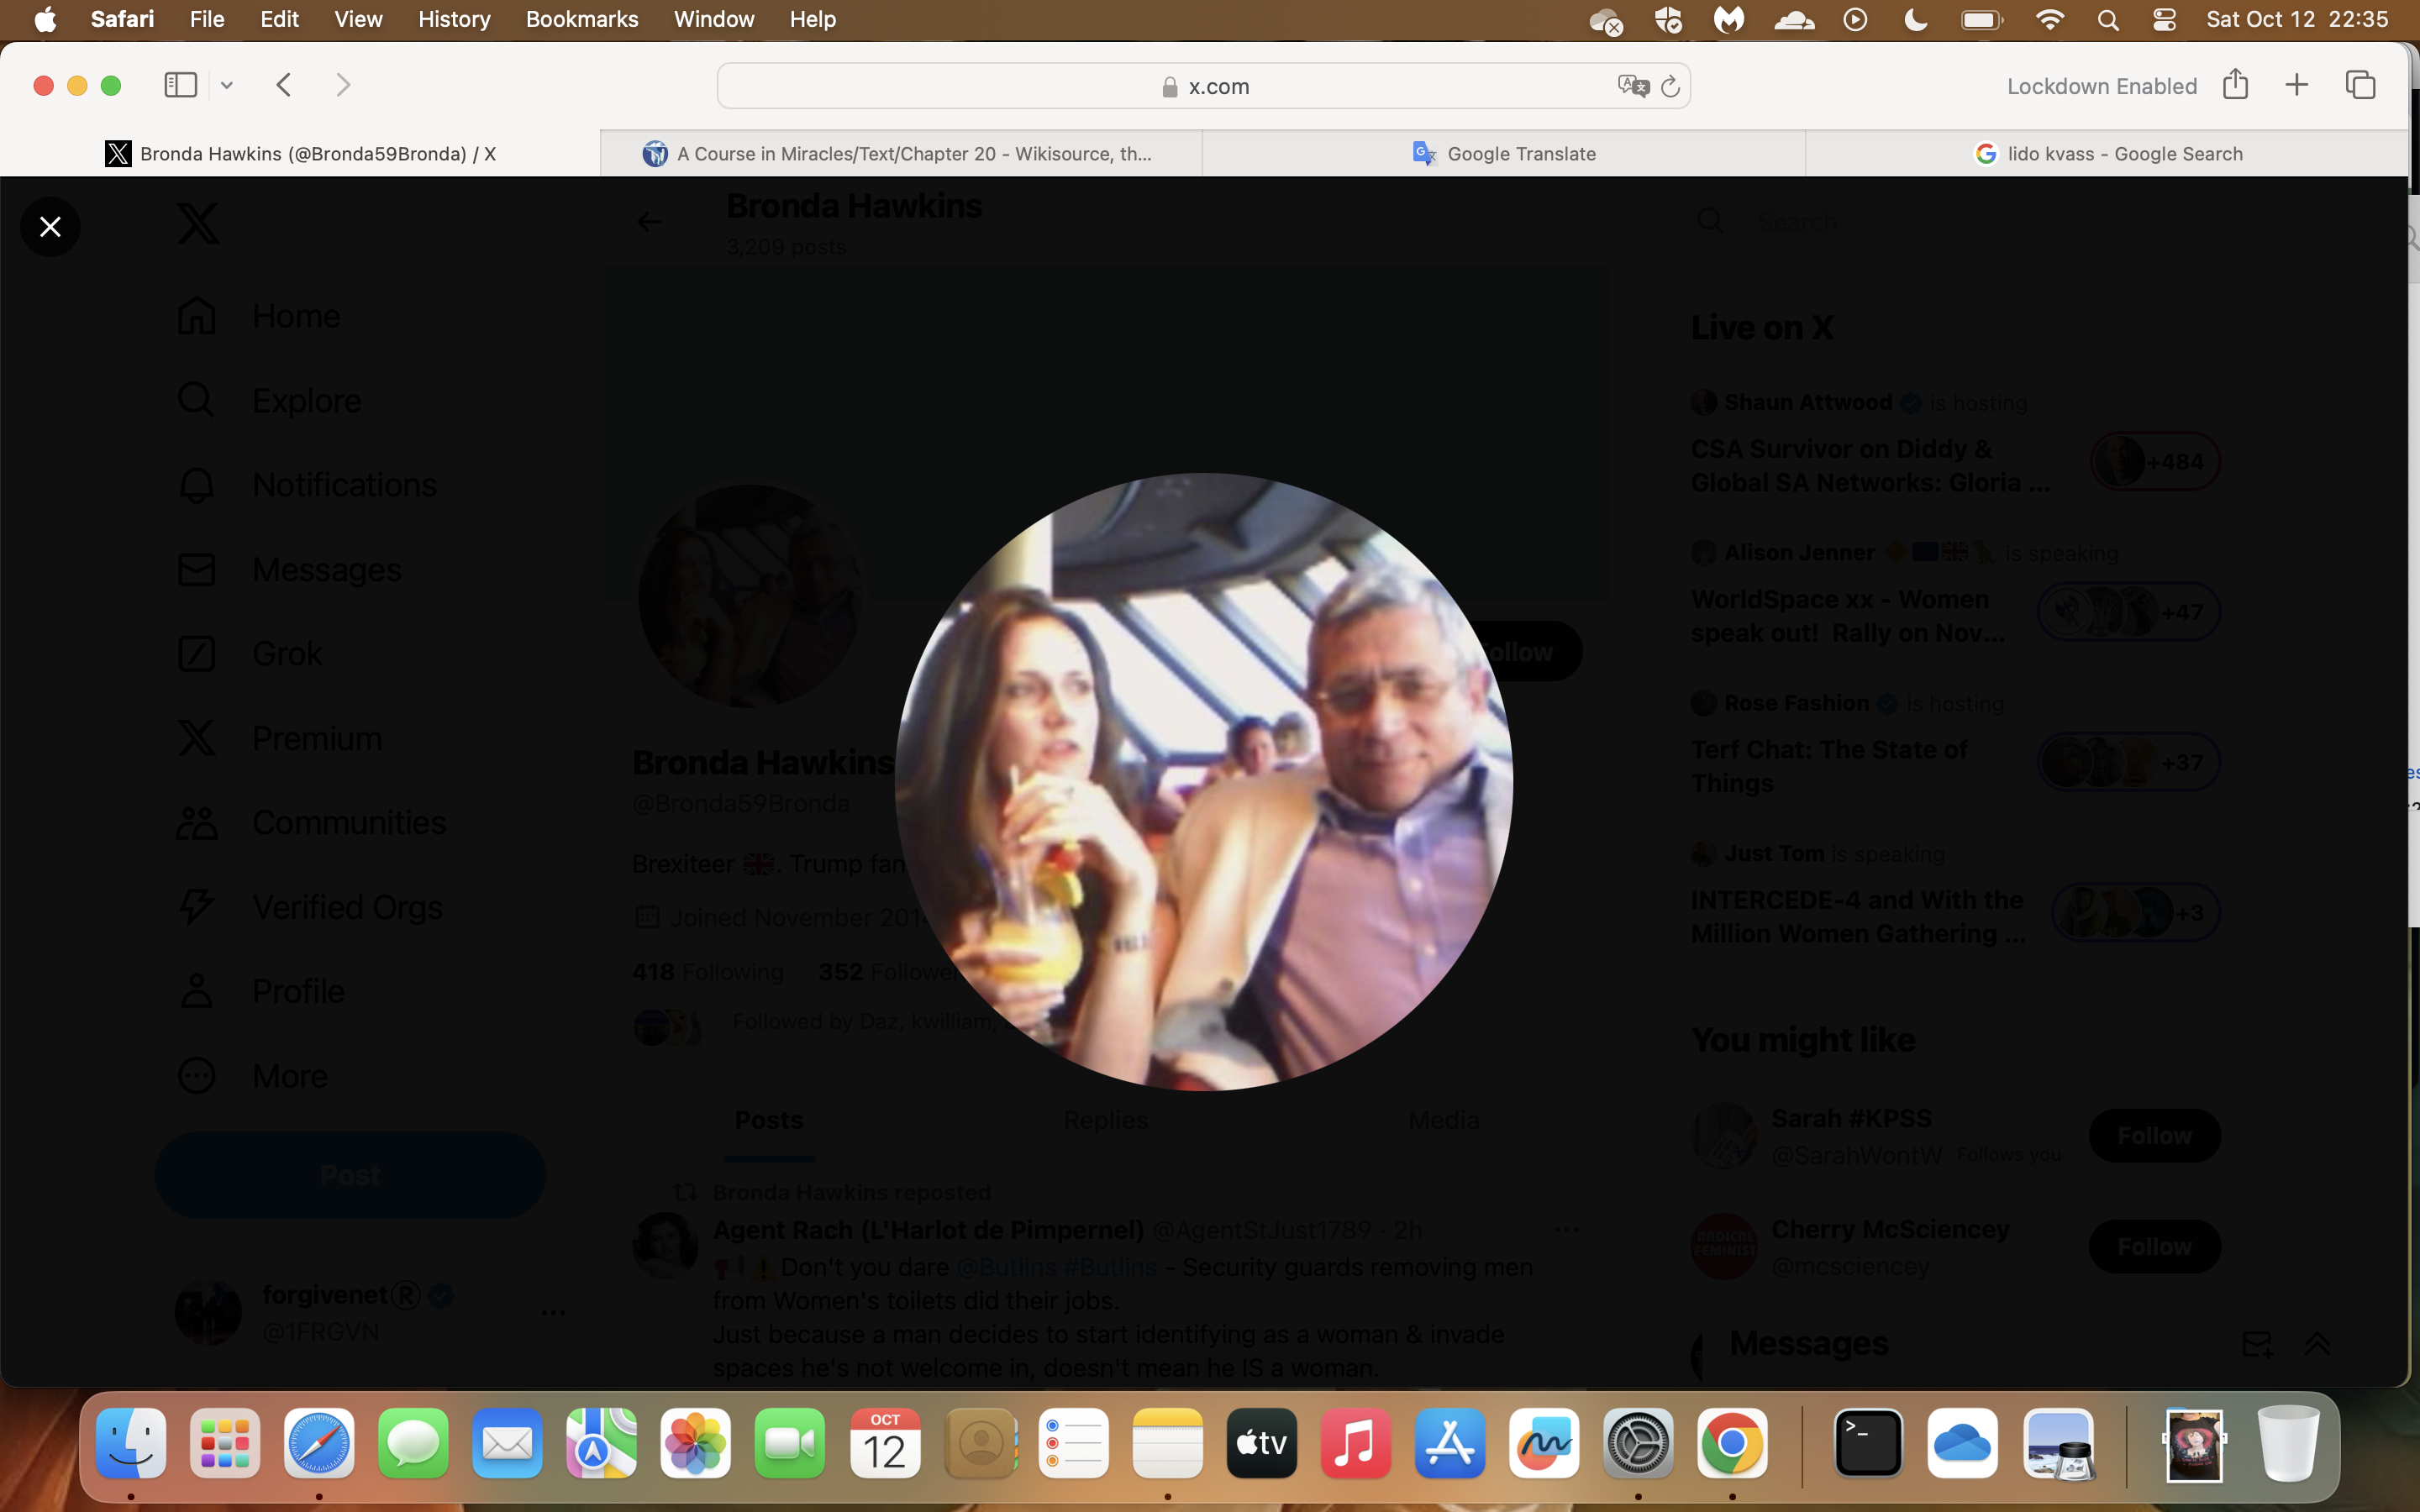 Safari File Edit View History Bookmarks Window Help
Sat Oct 12 22:35
x.com
Lockdown Enabled
Bronda Hawkins (@Bronda59Bronda) / X
A Course in Miracles/Text/Chapter 20 - Wikisource, th...
Google Translate
lido kvass - Google Search
Bronda Hawkins
3,209 posts
Home
Explore
Notifications
Messages
Grok
Premium
Communities
Verified Orgs
Profile
More
Post
forgivenet®
@1FRGVN
ollow
Bronda Hawkins
@Bronda59Bronda
Brexiteer 🇬🇧. Trump fan
Joined November 2014
418 Following 352 Followe
Followed by Daz, kwilliam,
Posts Replies Media
Bronda Hawkins reposted
Agent Rach (L'Harlot de Pimpernel) @AgentStJust1789 · 2h
📢⚠️Don't you dare @Butlins #Butlins - Security guards removing men
from Women's toilets did their jobs.
Just because a man decides to start identifying as a woman & invade
spaces he's not welcome in, doesn't mean he IS a woman.
Search
Live on X
Shaun Attwood is hosting
CSA Survivor on Diddy &
Global SA Networks: Gloria ...
+484
Alison Jenner is speaking
WorldSpace xx - Women
speak out! Rally on Nov...
+47
Rose Fashion is hosting
Terf Chat: The State of
Things
+37
Just Tom is speaking
INTERCEDE-4 and With the
Million Women Gathering ...
+3
You might like
Sarah #KPSS
@SarahWontW Follows you
Follow
RADICAL
FEMINIST
Cherry McSciencey
@mcsciencey
Follow
Messages
OCT
12
tv